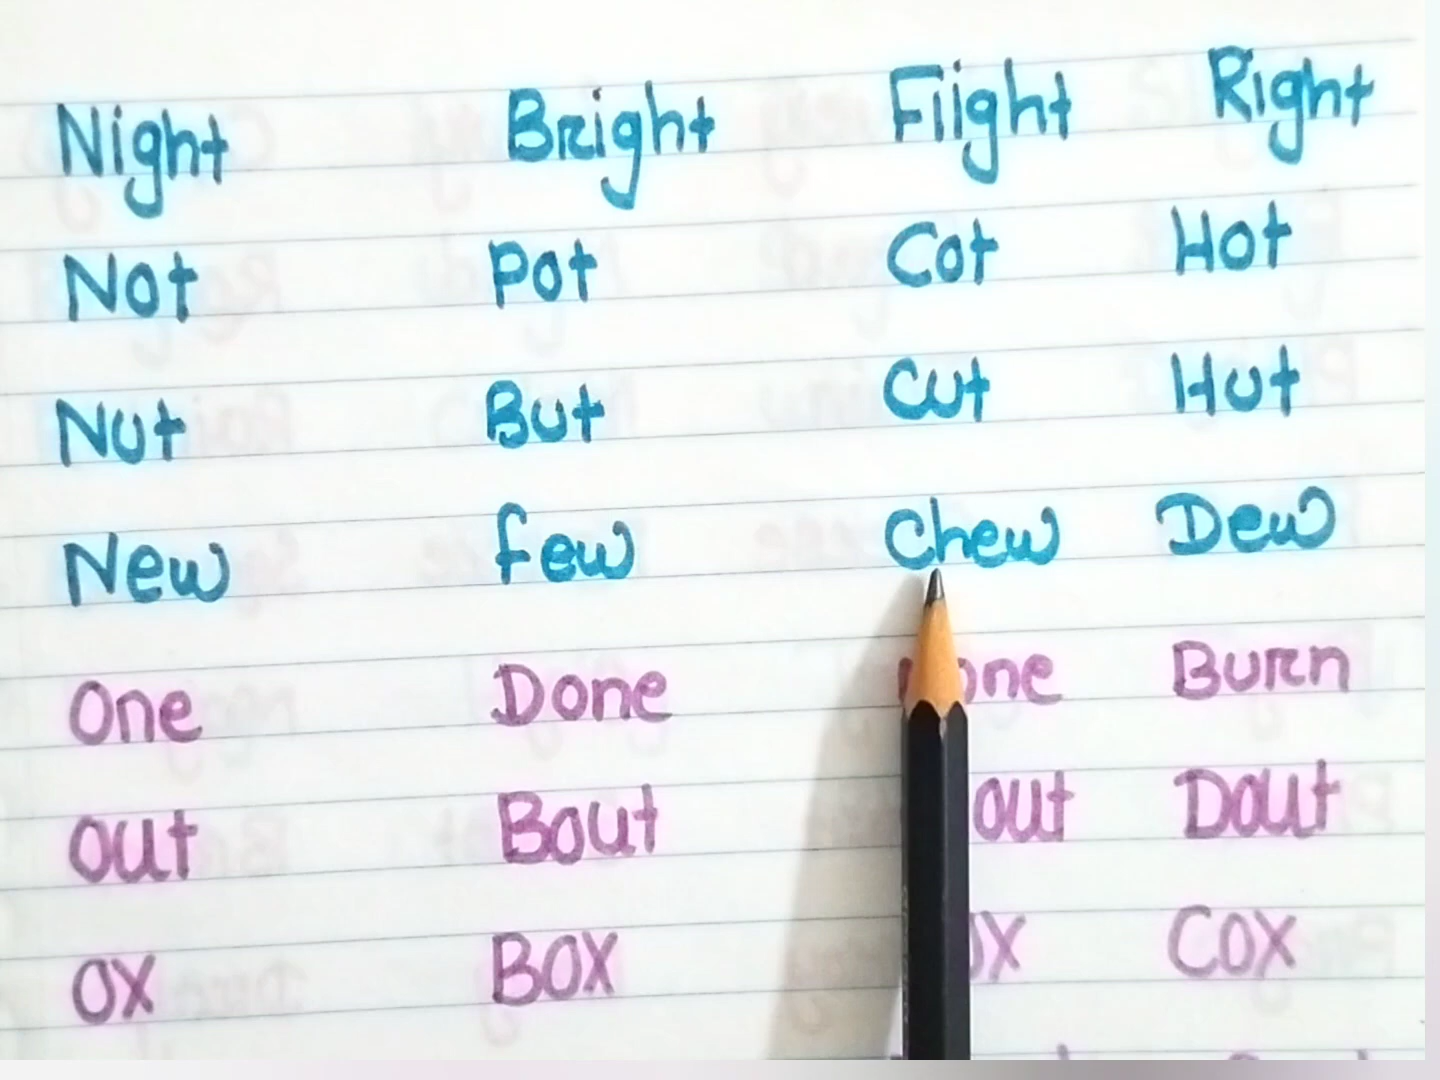 Night Bright Flight Right
Not Pot Cot Hot
Nut But Cut Hut
New few Chew Dew
One Done Burn
out Bout Dout
OX BOX COX